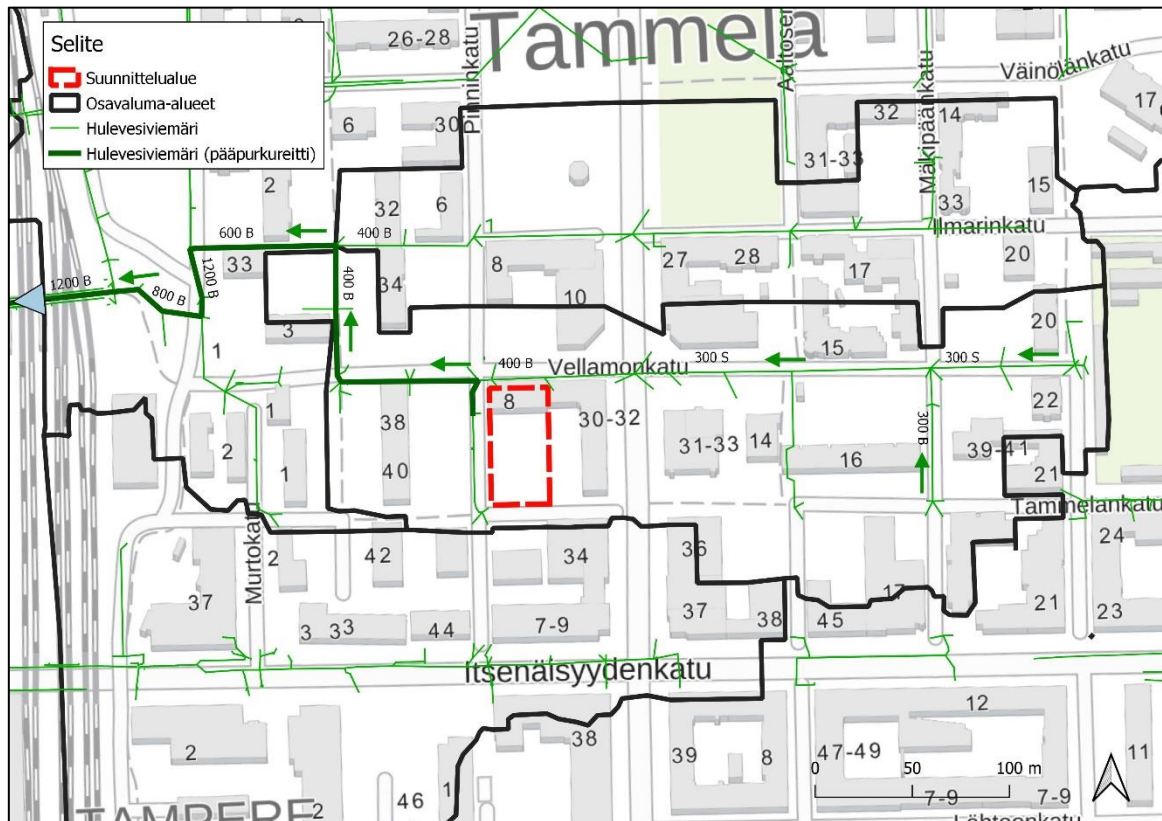 Selite
Suunnittelualue
Osavaluma-alueet
Hulevesiviemäri
Hulevesiviemäri (pääpurkureitti)
26-28
Tammela
Väinölänkatu
Pinninkatu
Mäkipäänkatu
17
6
30
32
14
31-33
2
32
6
33
15
Ilmarinkatu
600 B
400 B
33
8
27
28
17
20
1200 B
1200 B
800 B
400 B
34
10
3
15
20
1
Vellamonkatu
400 B
300 S
300 S
8
1
38
30-32
22
2
31-33
14
39-41
1
40
16
300 B
21
Tammelankatu
Murtokatu
2
42
34
36
24
37
17
3
33
44
7-9
37
38
45
21
23
Itsenäisyydenkatu
2
38
39
8
47-49
12
11
46
1
2
0
50
100 m
7-9
7-9
TAMPERE